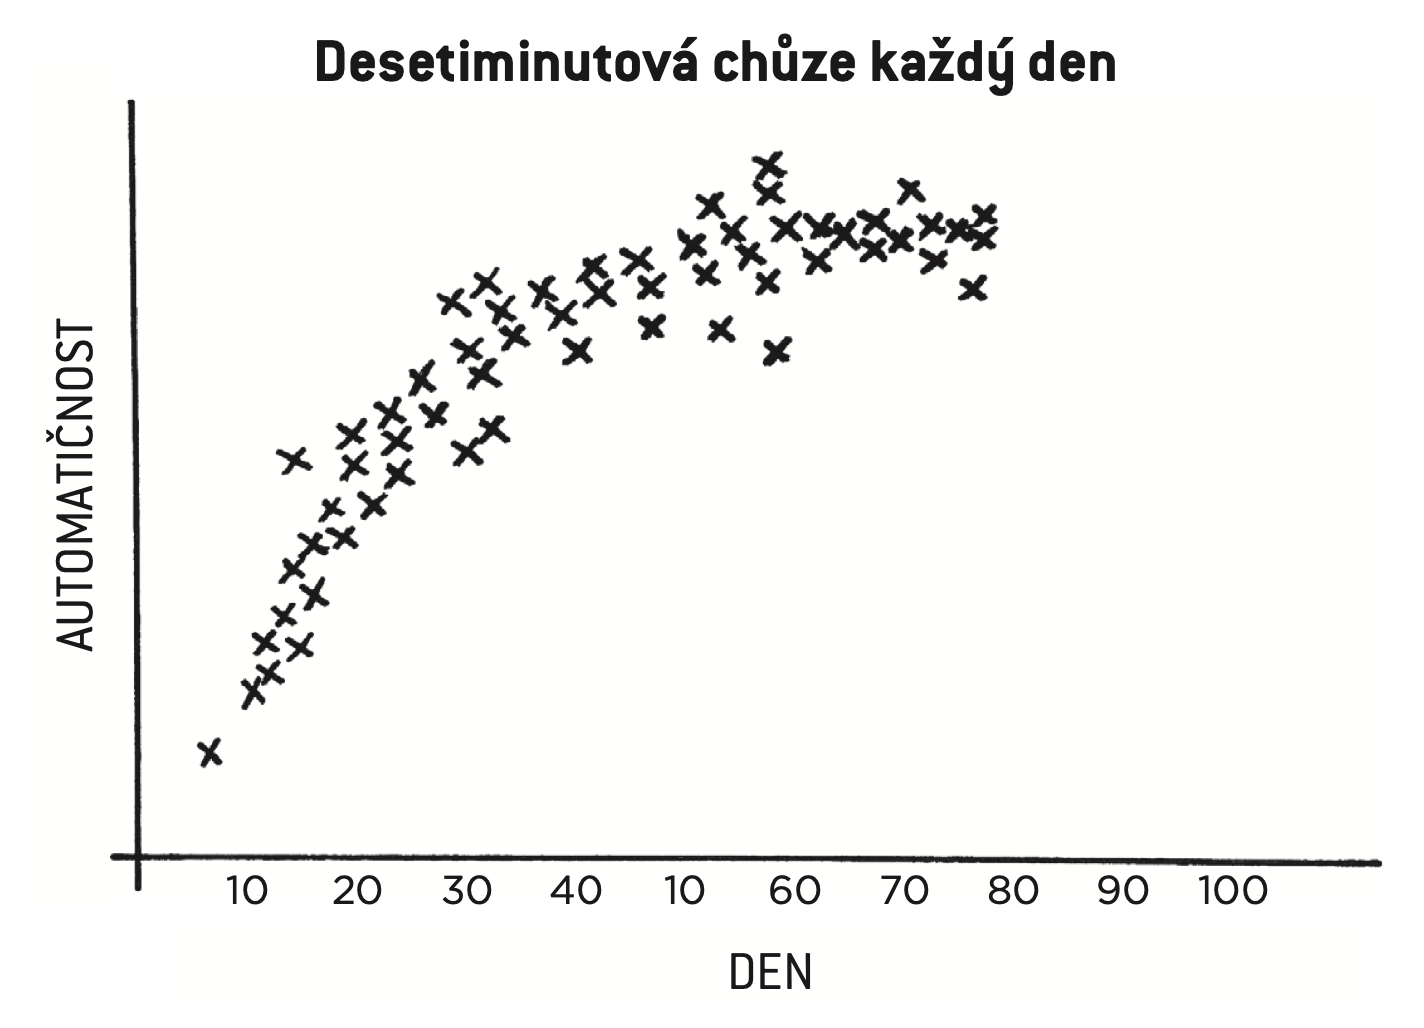 Desetiminutová chůze každý den
AUTOMATIČNOST
10 20 30 40 10 60 70 80 90 100
DEN